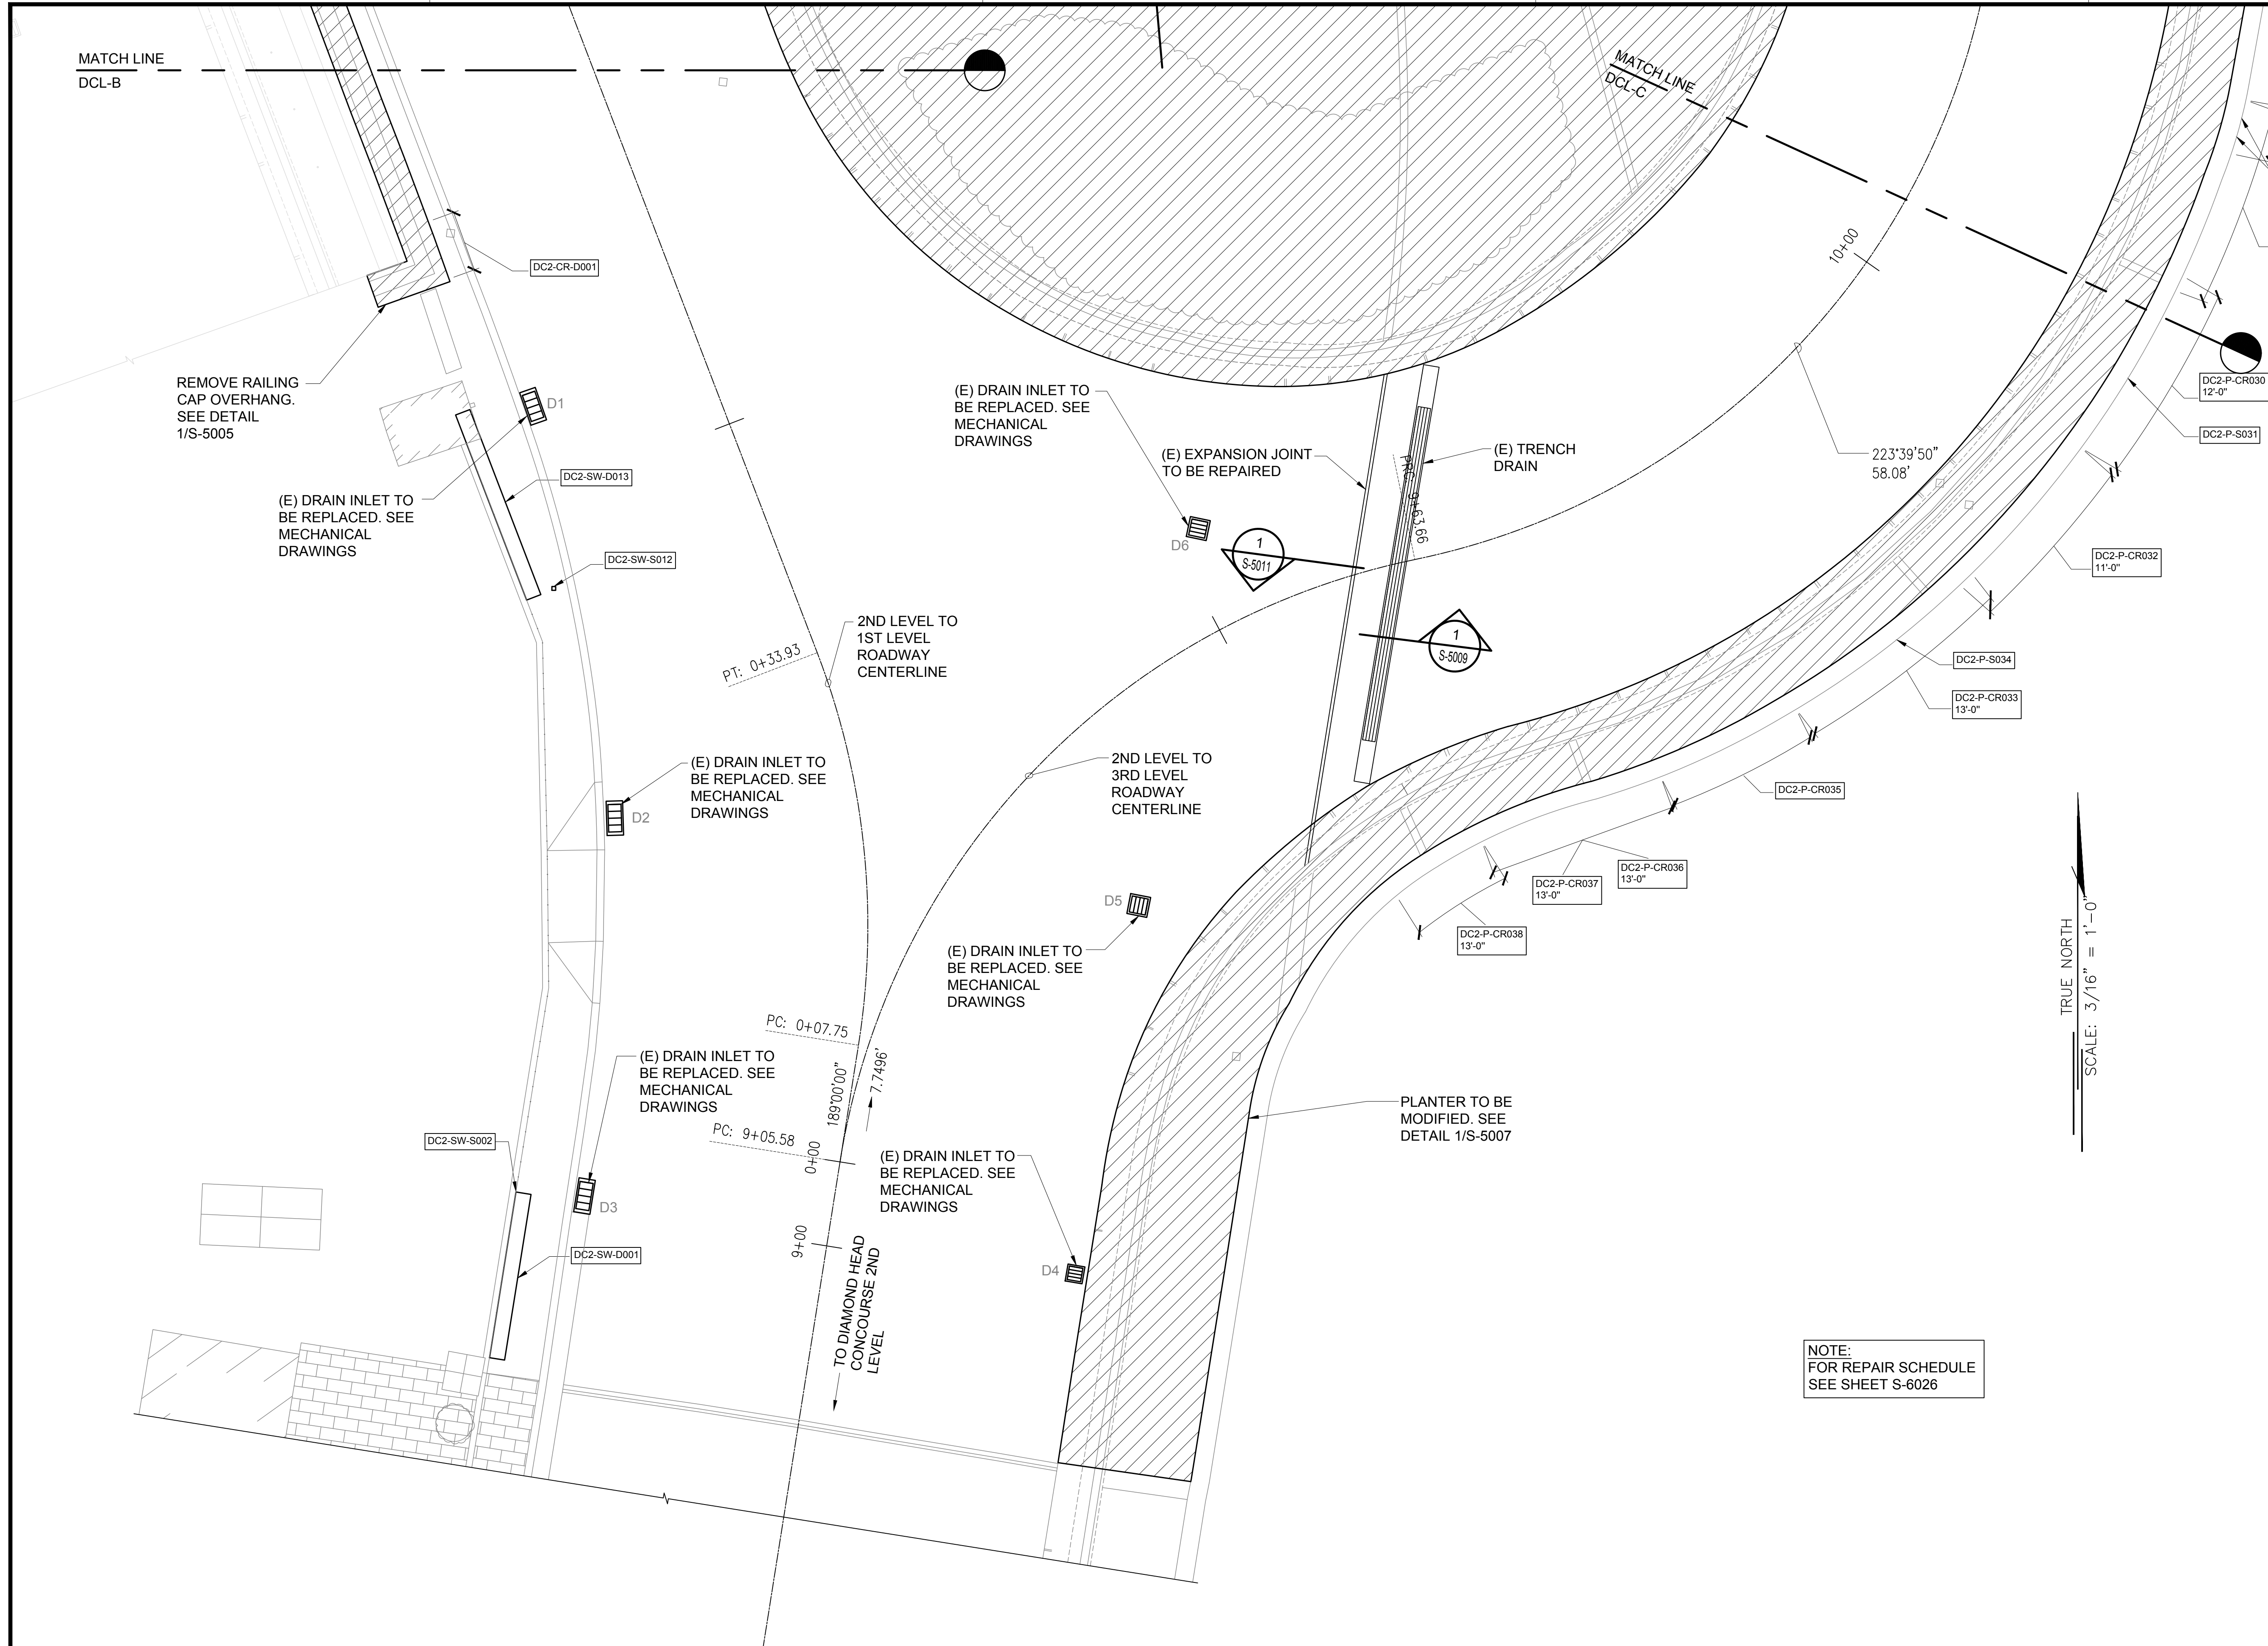 MATCH LINE
DCL-B
MATCH LINE
DCL-C
10+00
DC2-CR-D001
REMOVE RAILING
CAP OVERHANG.
SEE DETAIL
1/S-5005
D1
(E) DRAIN INLET TO
BE REPLACED. SEE
MECHANICAL
DRAWINGS
DC2-SW-D013
DC2-SW-S012
(E) DRAIN INLET TO
BE REPLACED. SEE
MECHANICAL
DRAWINGS
D6
(E) EXPANSION JOINT
TO BE REPAIRED
(E) TRENCH
DRAIN
PRC: 9+63.66
1
S-5011
1
S-5009
223°39'50"
58.08'
DC2-P-CR030
12'-0"
DC2-P-S031
DC2-P-CR032
11'-0"
DC2-P-S034
DC2-P-CR033
13'-0"
DC2-P-CR035
DC2-P-CR036
13'-0"
DC2-P-CR037
13'-0"
DC2-P-CR038
13'-0"
2ND LEVEL TO
1ST LEVEL
ROADWAY
CENTERLINE
PT: 0+33.93
(E) DRAIN INLET TO
BE REPLACED. SEE
MECHANICAL
DRAWINGS
D2
2ND LEVEL TO
3RD LEVEL
ROADWAY
CENTERLINE
D5
(E) DRAIN INLET TO
BE REPLACED. SEE
MECHANICAL
DRAWINGS
PC: 0+07.75
189°00'00"
7.7496'
(E) DRAIN INLET TO
BE REPLACED. SEE
MECHANICAL
DRAWINGS
D3
PC: 9+05.58
0+00
9+00
DC2-SW-S002
DC2-SW-D001
(E) DRAIN INLET TO
BE REPLACED. SEE
MECHANICAL
DRAWINGS
D4
TO DIAMOND HEAD
CONCOURSE 2ND
LEVEL
PLANTER TO BE
MODIFIED. SEE
DETAIL 1/S-5007
TRUE NORTH
SCALE: 3/16" = 1'-0"
NOTE:
FOR REPAIR SCHEDULE
SEE SHEET S-6026